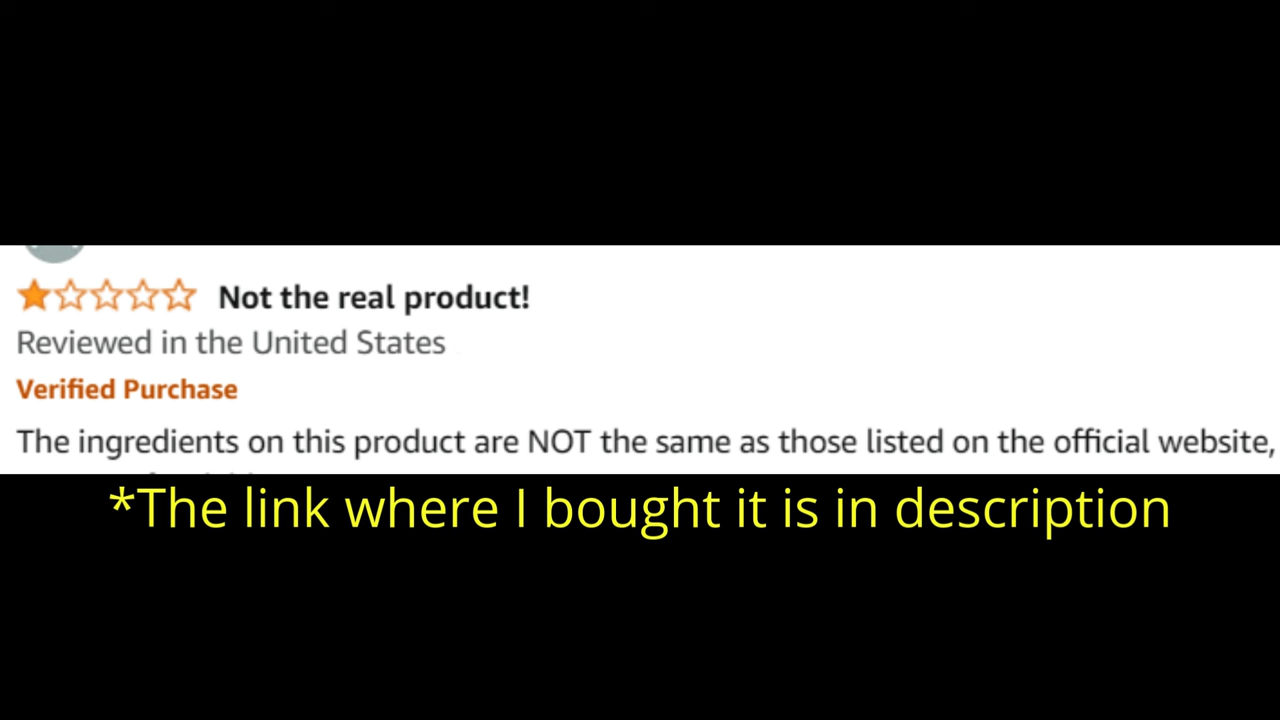 Not the real product!
Reviewed in the United States
Verified Purchase
The ingredients on this product are NOT the same as those listed on the official website,
*The link where I bought it is in description